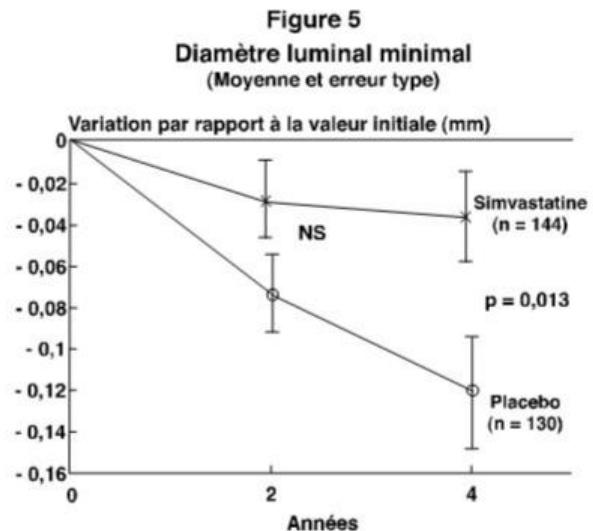 Figure 5
Diamètre luminal minimal
(Moyenne et erreur type)
Variation par rapport à la valeur initiale (mm)
0
- 0,02
- 0,04
- 0,06
- 0,08
- 0,1
- 0,12
- 0,14
- 0,16
Simvastatine
(n = 144)
NS
p = 0,013
Placebo
(n = 130)
0
2
4
Années